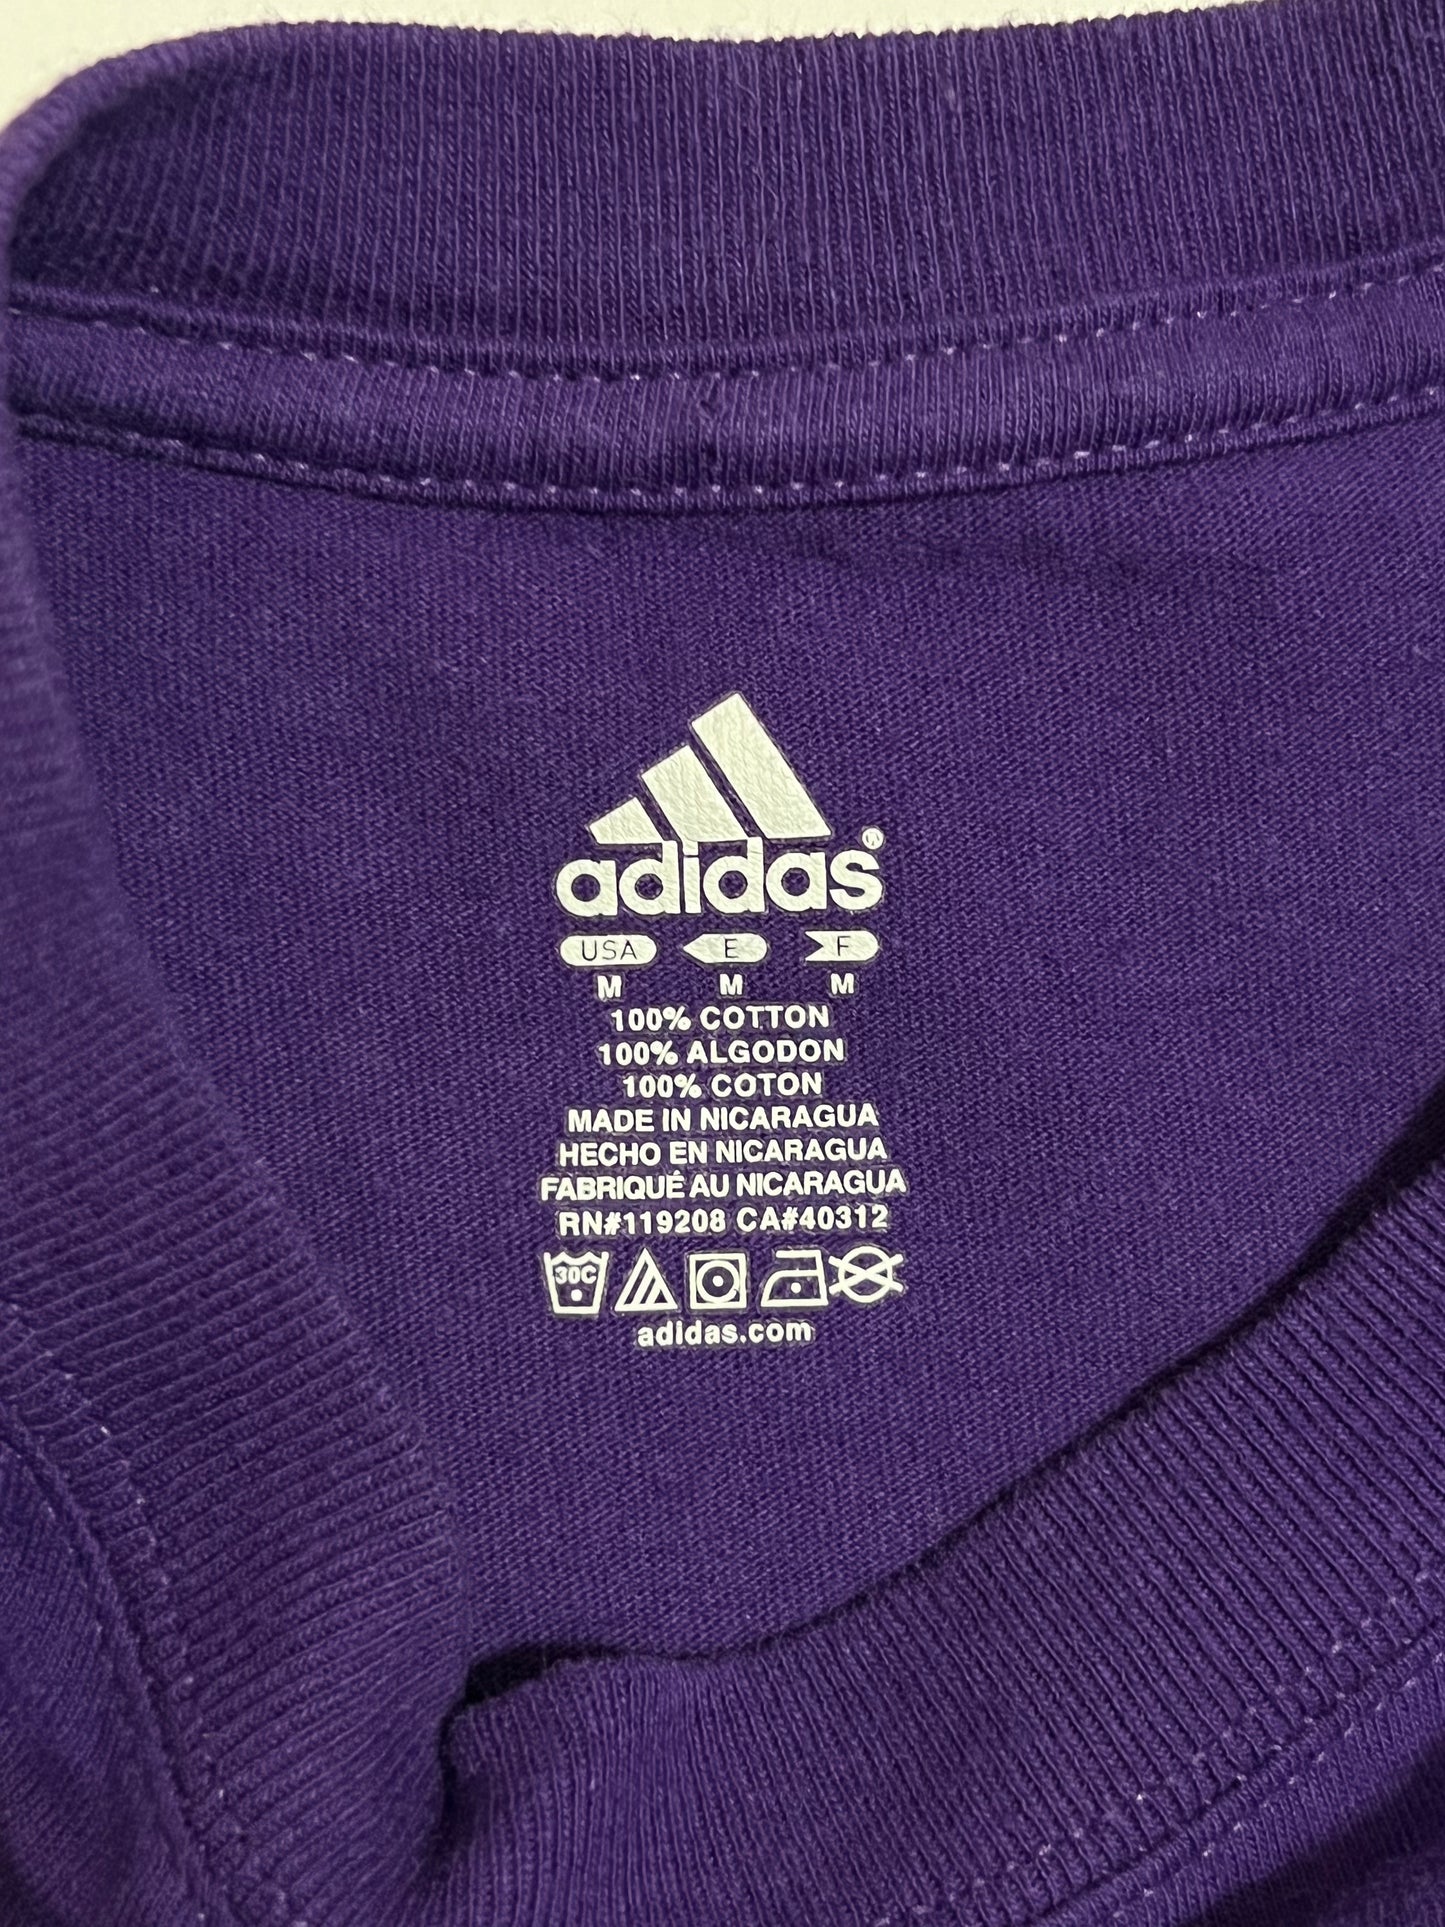 adidas®
USA E F
M M M
100% COTTON
100% ALGODON
100% COTON
MADE IN NICARAGUA
HECHO EN NICARAGUA
FABRIQUÉ AU NICARAGUA
RN#119208 CA#40312
30C
adidas.com